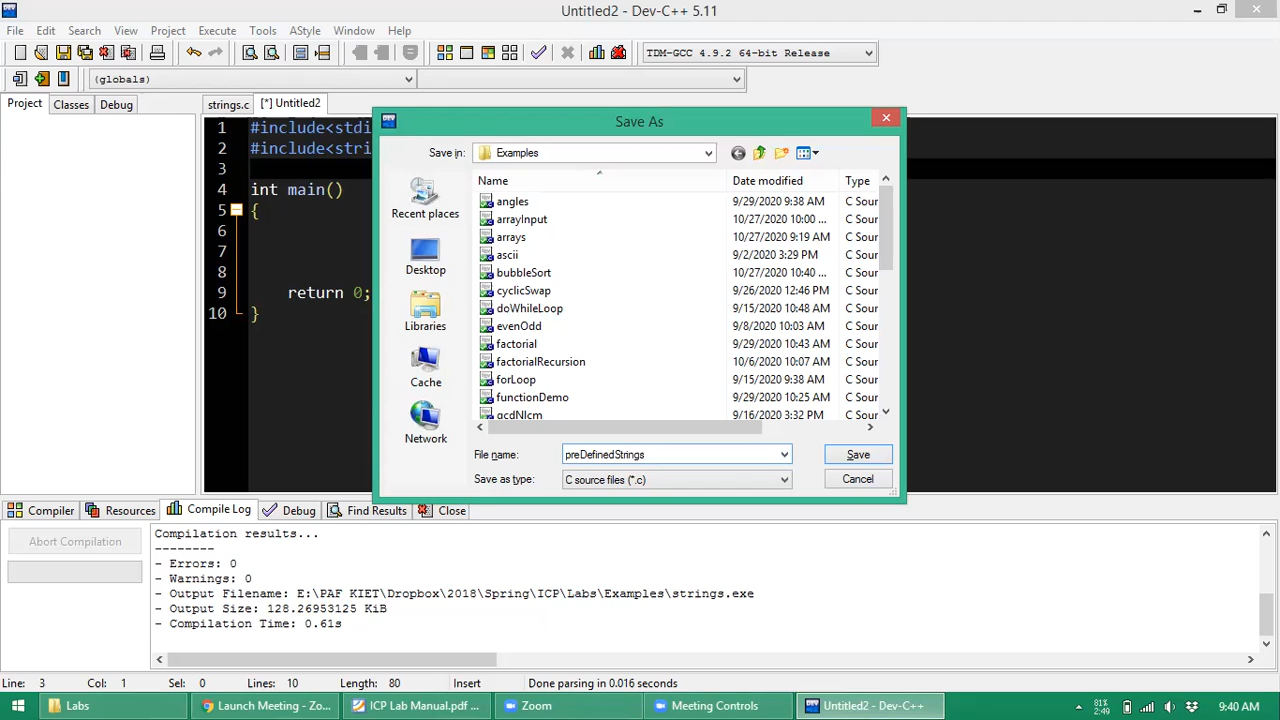 Untitled2 - Dev-C++ 5.11
File Edit Search View Project Execute Tools AStyle Window Help
TDM-GCC 4.9.2 64-bit Release
(globals)
Project Classes Debug
strings.c [*] Untitled2
1 #include<stdi
2 #include<stri
3
4 int main()
5 {
6
7
8
9 return 0;
10 }
Save As
Save in: Examples
Name Date modified Type
angles 9/29/2020 9:38 AM C Sour
arrayInput 10/27/2020 10:00 ... C Sour
arrays 10/27/2020 9:19 AM C Sour
ascii 9/2/2020 3:29 PM C Sour
bubbleSort 10/27/2020 10:40 ... C Sour
cyclicSwap 9/26/2020 12:46 PM C Sour
doWhileLoop 9/15/2020 10:48 AM C Sour
evenOdd 9/8/2020 10:03 AM C Sour
factorial 9/29/2020 10:43 AM C Sour
factorialRecursion 10/6/2020 10:07 AM C Sour
forLoop 9/15/2020 9:38 AM C Sour
functionDemo 9/29/2020 10:25 AM C Sour
gcdNlcm 9/16/2020 3:32 PM C Sour
Recent places
Desktop
Libraries
Cache
Network
File name: preDefinedStrings Save
Save as type: C source files (*.c) Cancel
Compiler Resources Compile Log Debug Find Results Close
Abort Compilation
Compilation results...
--------
- Errors: 0
- Warnings: 0
- Output Filename: E:\PAF KIET\Dropbox\2018\Spring\ICP\Labs\Examples\strings.exe
- Output Size: 128.26953125 KiB
- Compilation Time: 0.61s
Line: 3 Col: 1 Sel: 0 Lines: 10 Length: 80 Insert Done parsing in 0.016 seconds
Labs Launch Meeting - Zo... ICP Lab Manual.pdf ... Zoom Meeting Controls Untitled2 - Dev-C++ 81% 2:49 9:40 AM